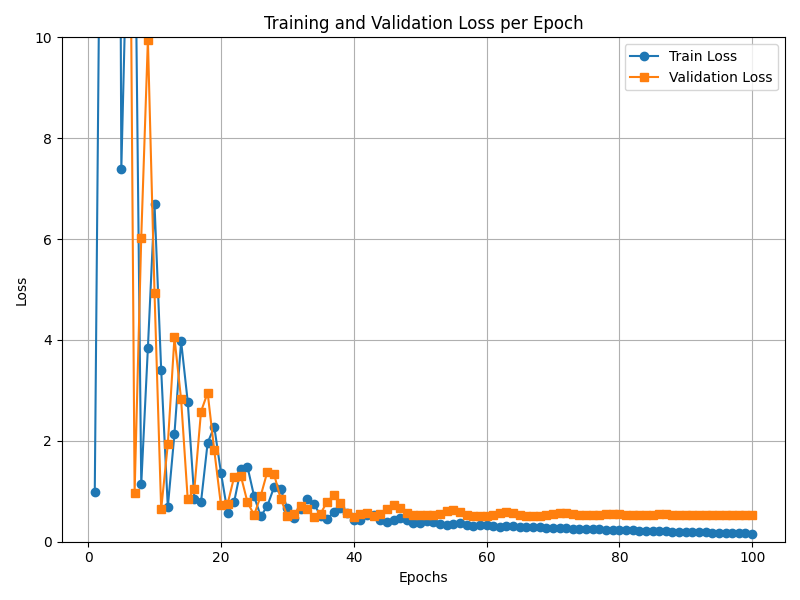 Training and Validation Loss per Epoch
10
8
6
4
2
0
Loss
Train Loss
Validation Loss
0 20 40 60 80 100
Epochs